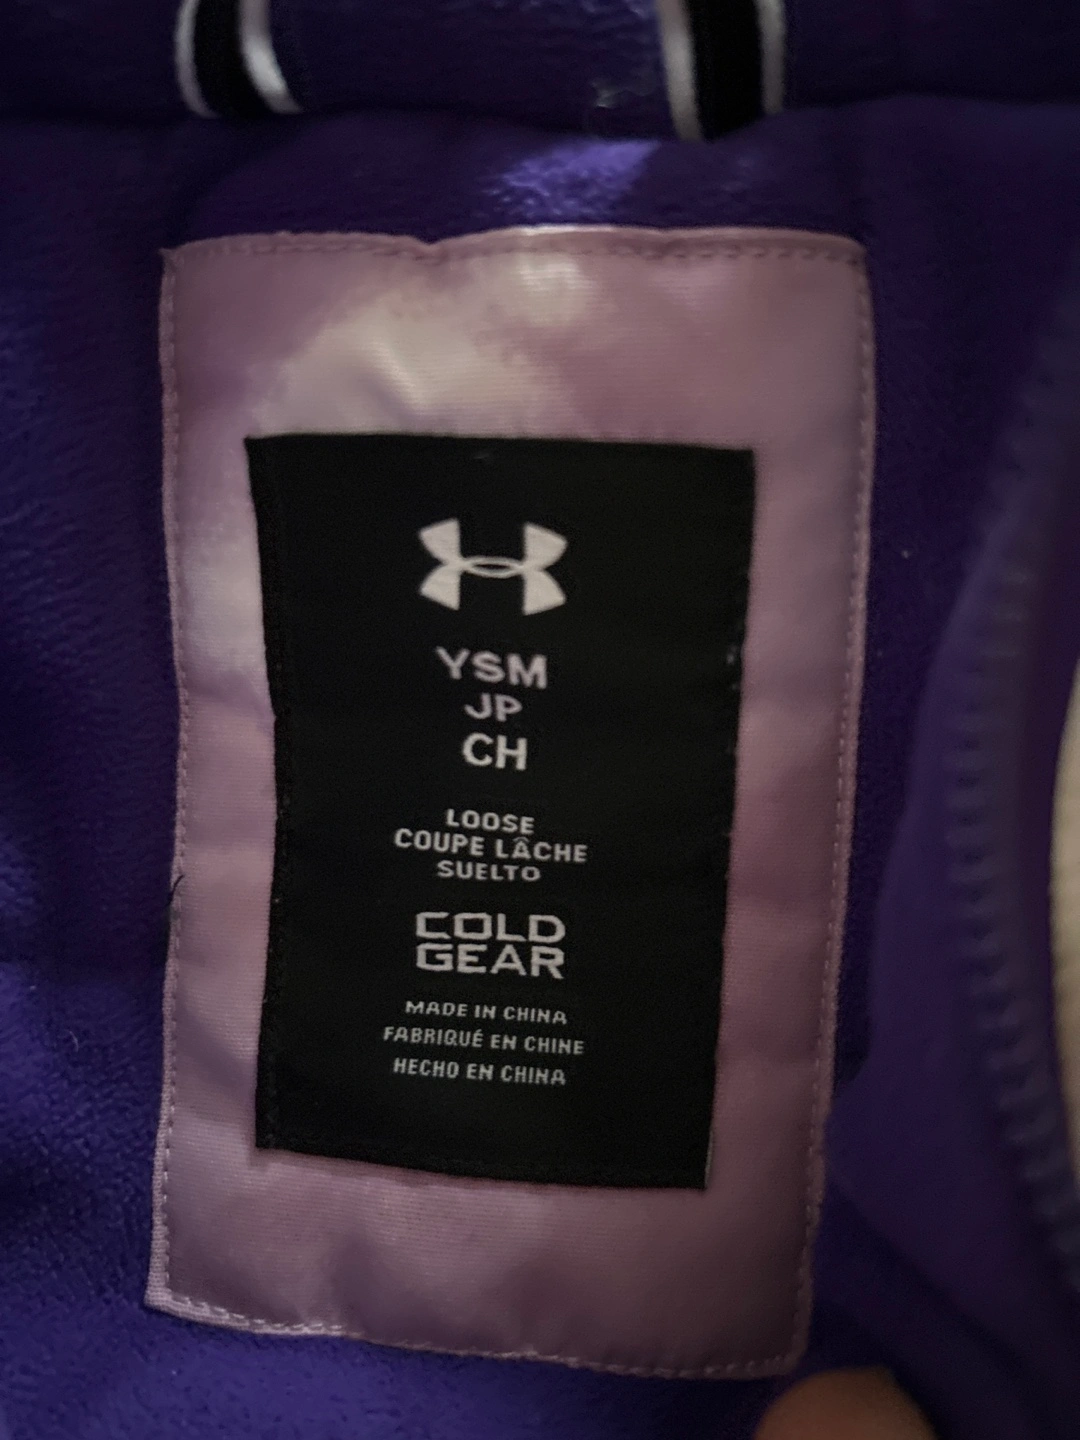 YSM
JP
CH
LOOSE
COUPE LÂCHE
SUELTO
COLD
GEAR
MADE IN CHINA
FABRIQUÉ EN CHINE
HECHO EN CHINA